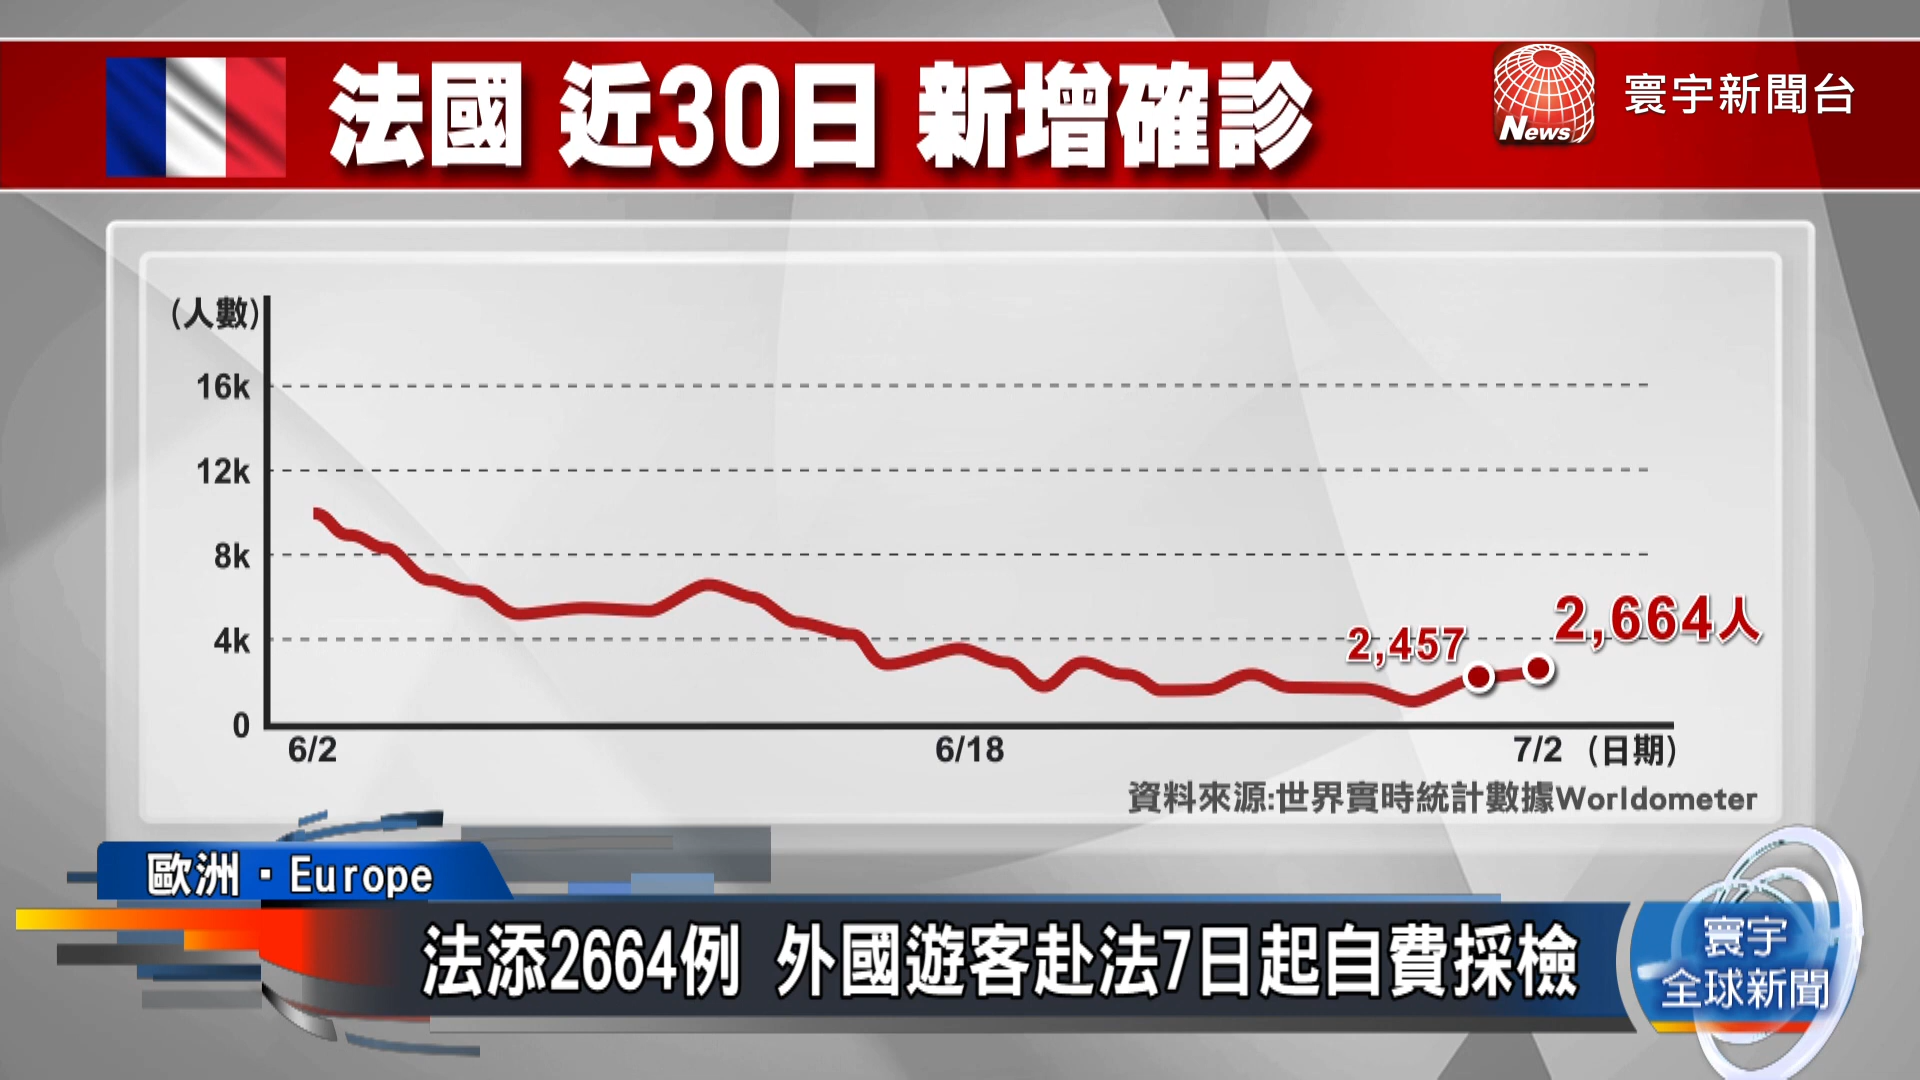 法國 近30日 新增確診
News
寰宇新聞台
(人數)
16k
12k
8k
4k
0
2,457
2,664人
6/2
6/18
7/2 (日期)
資料來源:世界實時統計數據Worldometer
歐洲・Europe
法添2664例 外國遊客赴法7日起自費採檢
寰宇
全球新聞